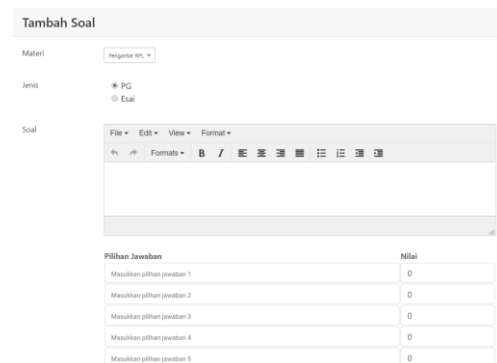 Tambah Soal
Materi
Pengantar RPL
Jenis
PG
Esai
Soal
File Edit View Format
Formats B I
Pilihan Jawaban Nilai
Masukkan pilihan jawaban 1 0
Masukkan pilihan jawaban 2 0
Masukkan pilihan jawaban 3 0
Masukkan pilihan jawaban 4 0
Masukkan pilihan jawaban 5 0